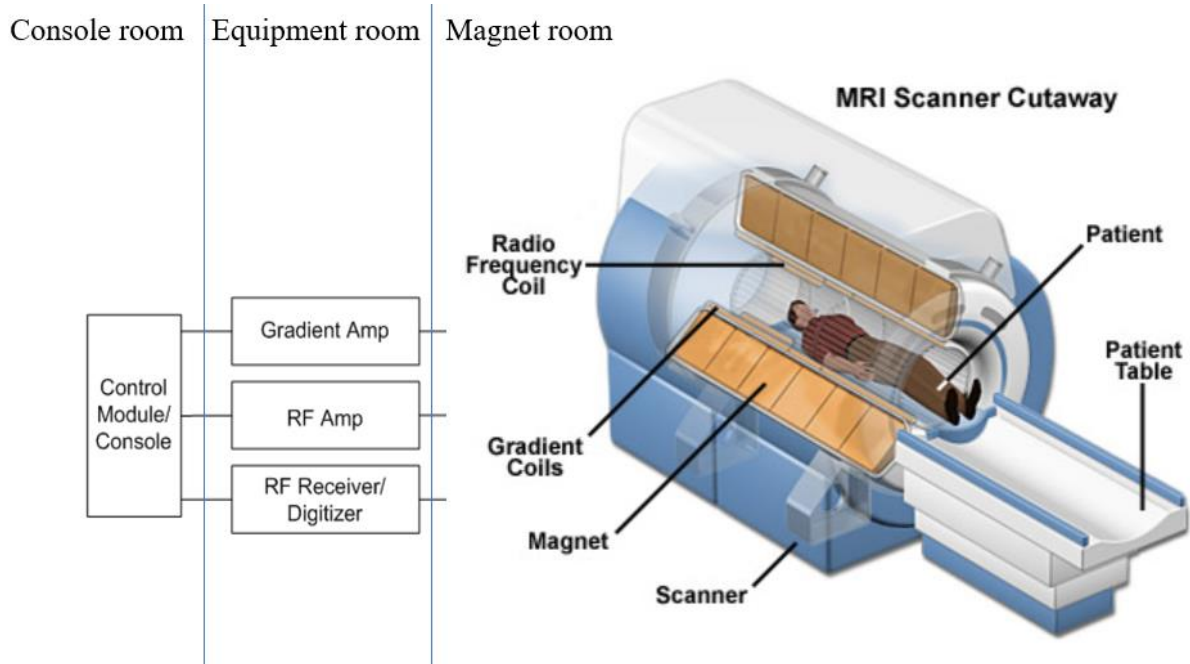 Console room
Equipment room
Magnet room
MRI Scanner Cutaway
Radio
Frequency
Coil
Patient
Gradient Amp
Control
Module/
Console
RF Amp
RF Receiver/
Digitizer
Patient
Table
Gradient
Coils
Magnet
Scanner